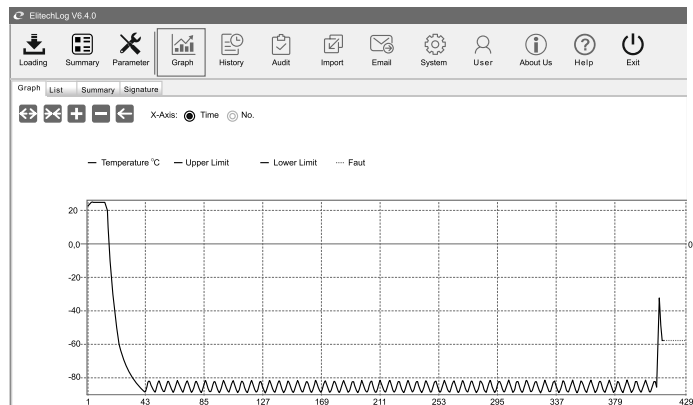 ElitechLog V6.4.0
Loading Summary Parameter Graph History Audit Import Email System User About Us Help Exit
Graph List Summary Signature
X-Axis: Time No.
Temperature °C Upper Limit Lower Limit Faut
20
0,0 0
-20
-40
-60
-80
1 43 85 127 169 211 253 295 337 379 429